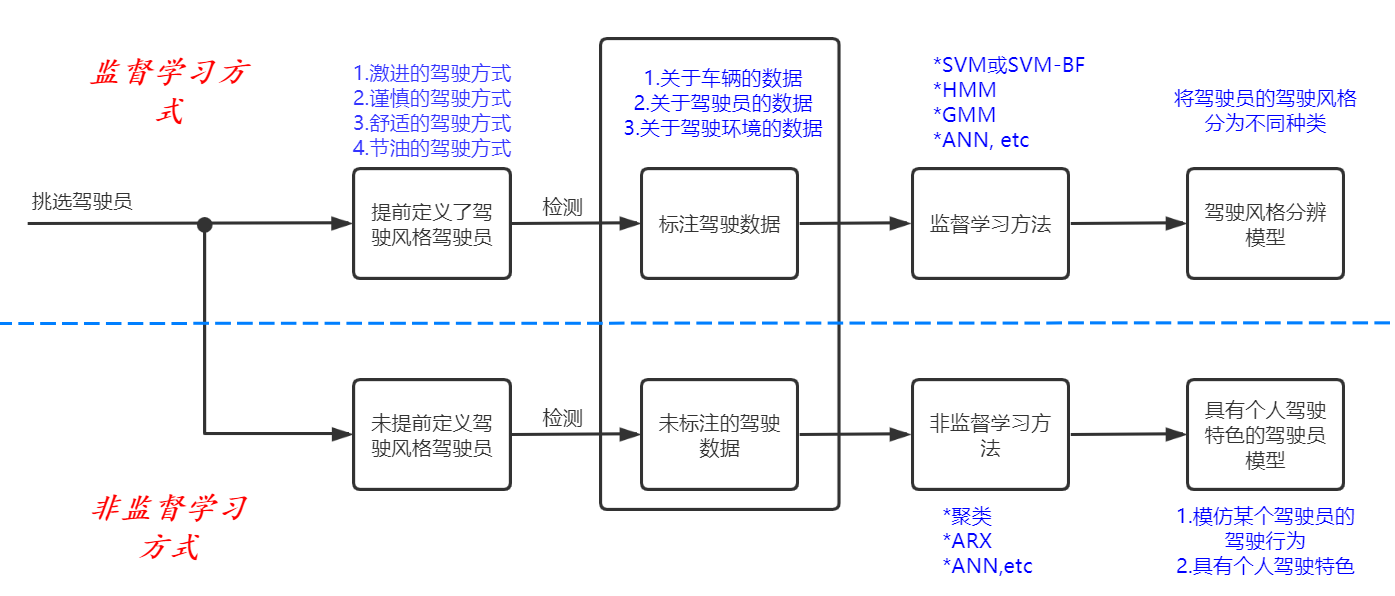 监督学习方
式
1.激进的驾驶方式
2.谨慎的驾驶方式
3.舒适的驾驶方式
4.节油的驾驶方式
1.关于车辆的数据
2.关于驾驶员的数据
3.关于驾驶环境的数据
*SVM或SVM-BF
*HMM
*GMM
*ANN, etc
将驾驶员的驾驶风格
分为不同种类
挑选驾驶员
提前定义了驾
驶风格驾驶员
检测
标注驾驶数据
监督学习方法
驾驶风格分辨
模型
未提前定义驾
驶风格驾驶员
检测
未标注的驾驶
数据
非监督学习方
法
具有个人驾驶
特色的驾驶员
模型
非监督学习
方式
*聚类
*ARX
*ANN,etc
1.模仿某个驾驶员的
驾驶行为
2.具有个人驾驶特色